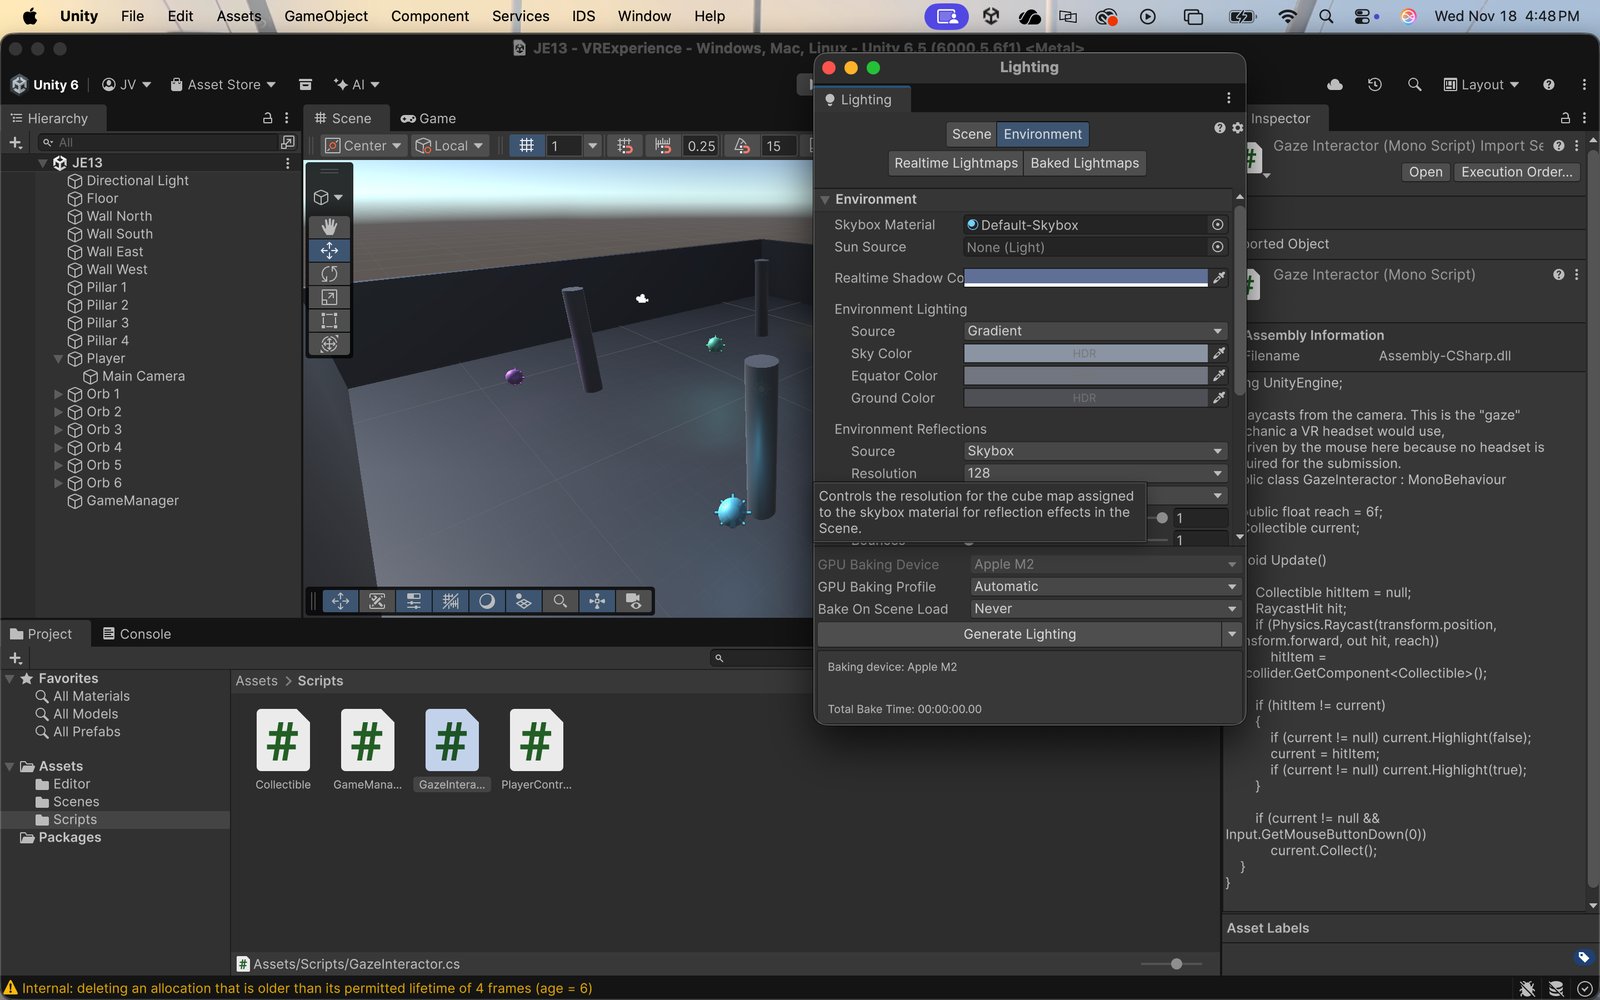 Unity File Edit Assets GameObject Component Services IDS Window Help Wed Nov 18 4:48 PM
JE13 - VRExperience - Windows, Mac, Linux - Unity 6.5 (6000.5.6f1) <Metal>
Unity 6 JV Asset Store AI Layout
Hierarchy
All
JE13
Directional Light
Floor
Wall North
Wall South
Wall East
Wall West
Pillar 1
Pillar 2
Pillar 3
Pillar 4
Player
Main Camera
Orb 1
Orb 2
Orb 3
Orb 4
Orb 5
Orb 6
GameManager
Scene Game
Center Local 1 0.25 15
Lighting
Lighting
Scene Environment
Realtime Lightmaps Baked Lightmaps
Environment
Skybox Material Default-Skybox
Sun Source None (Light)
Realtime Shadow Co
Environment Lighting
Source Gradient
Sky Color HDR
Equator Color
Ground Color HDR
Environment Reflections
Source Skybox
Resolution 128
Controls the resolution for the cube map assigned
to the skybox material for reflection effects in the
Scene.
1
1
GPU Baking Device Apple M2
GPU Baking Profile Automatic
Bake On Scene Load Never
Generate Lighting
Baking device: Apple M2
Total Bake Time: 00:00:00.00
Inspector
Gaze Interactor (Mono Script) Import Se
Open Execution Order...
orted Object
Gaze Interactor (Mono Script)
Assembly Information
Filename Assembly-CSharp.dll
ng UnityEngine;
aycasts from the camera. This is the "gaze"
chanic a VR headset would use,
riven by the mouse here because no headset is
uired for the submission.
blic class GazeInteractor : MonoBehaviour
public float reach = 6f;
Collectible current;
oid Update()
Collectible hitItem = null;
RaycastHit hit;
if (Physics.Raycast(transform.position,
nsform.forward, out hit, reach))
hitItem =
collider.GetComponent<Collectible>();
if (hitItem != current)
{
if (current != null) current.Highlight(false);
current = hitItem;
if (current != null) current.Highlight(true);
}
if (current != null &&
Input.GetMouseButtonDown(0))
current.Collect();
}
}
Asset Labels
Project Console
Favorites
All Materials
All Models
All Prefabs
Assets
Editor
Scenes
Scripts
Packages
Assets > Scripts
Collectible GameMana... GazeIntera... PlayerContr...
Assets/Scripts/GazeInteractor.cs
Internal: deleting an allocation that is older than its permitted lifetime of 4 frames (age = 6)